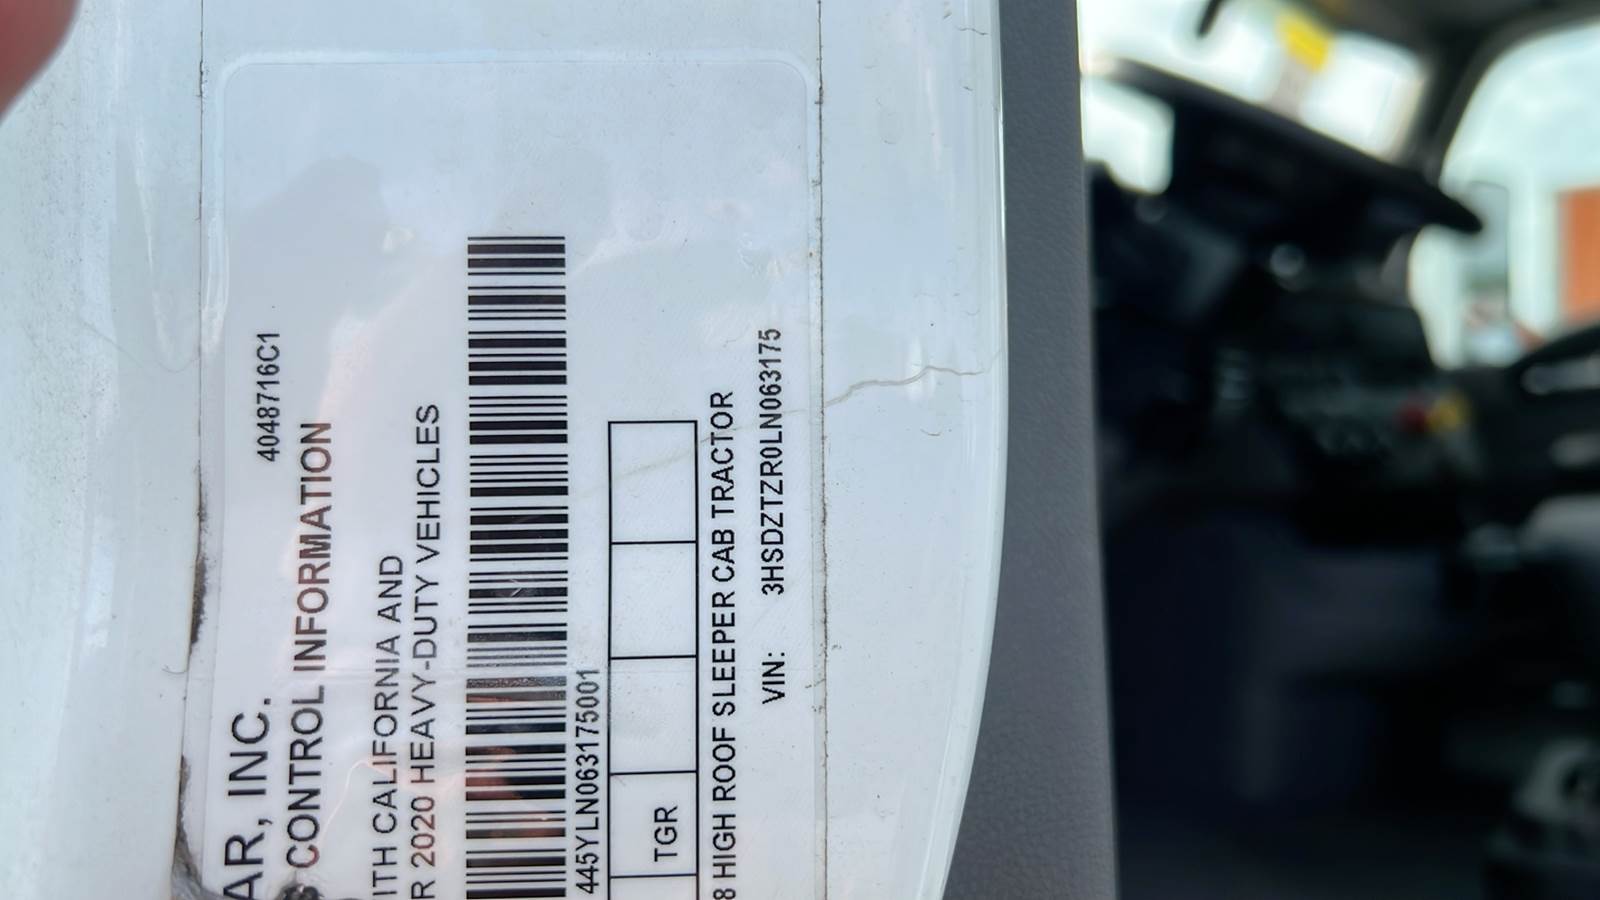 4048716C1
AR, INC.
CONTROL INFORMATION
ITH CALIFORNIA AND
R 2020 HEAVY-DUTY VEHICLES
445YLN063175001
TGR
8 HIGH ROOF SLEEPER CAB TRACTOR
VIN: 3HSDZTZR0LN063175